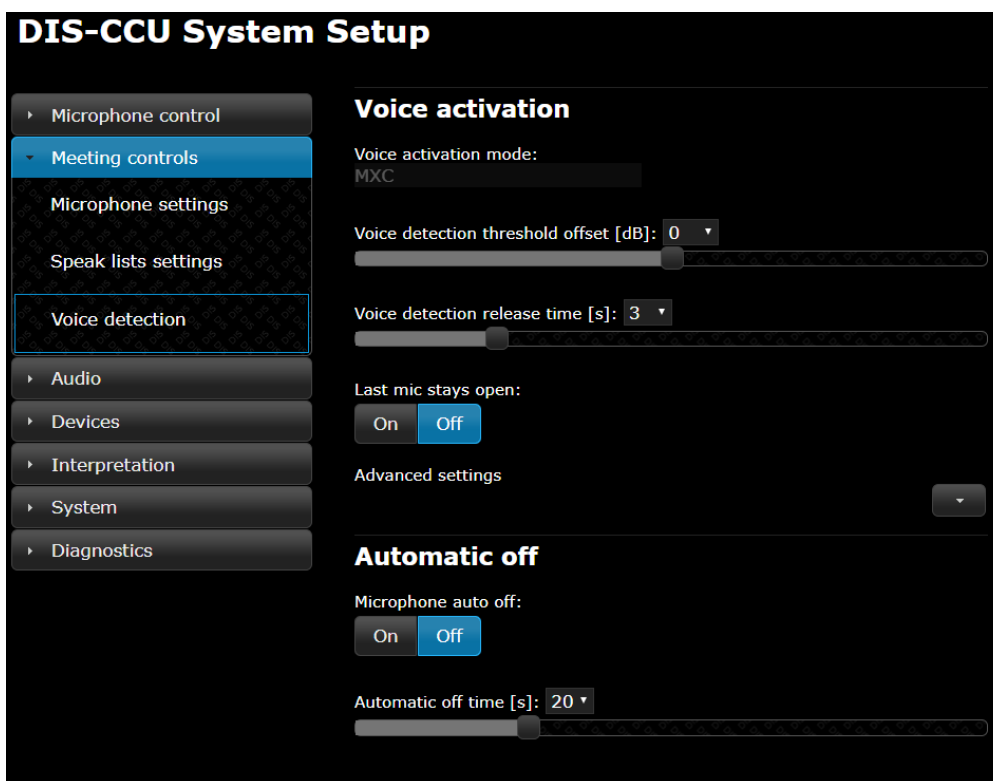 DIS-CCU System Setup
Microphone control
Meeting controls
Microphone settings
Speak lists settings
Voice detection
Audio
Devices
Interpretation
System
Diagnostics
Voice activation
Voice activation mode:
MXC
Voice detection threshold offset [dB]: 0
Voice detection release time [s]: 3
Last mic stays open:
On Off
Advanced settings
Automatic off
Microphone auto off:
On Off
Automatic off time [s]: 20